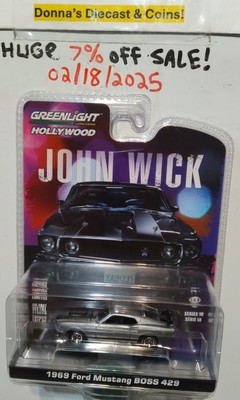 Donna's Diecast & Coins!
HUGE 7% OFF SALE!
02/18/2025
GREENLIGHT
HOLLYWOOD
JOHN WICK
1969 Ford Mustang BOSS 429